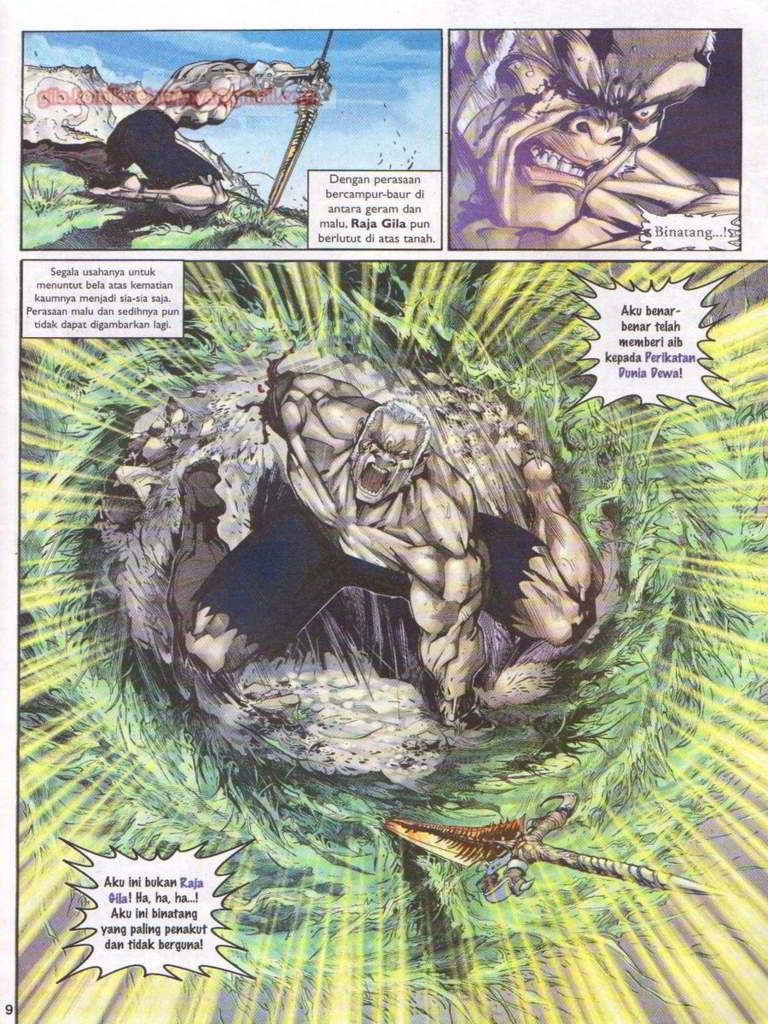 Dengan perasaan
bercampur-baur di
antara geram dan
malu, Raja Gila pun
berlutut di atas tanah.
Binatang...!
Segala usahanya untuk
menuntut bela atas kematian
kaumnya menjadi sia-sia saja.
Perasaan malu dan sedihnya pun
tidak dapat digambarkan lagi.
Aku benar-
benar telah
memberi aib
kepada Perikatan
Dunia Dewa!
Aku ini bukan Raja
Gila! Ha, ha, ha...!
Aku ini binatang
yang paling penakut
dan tidak berguna!
9